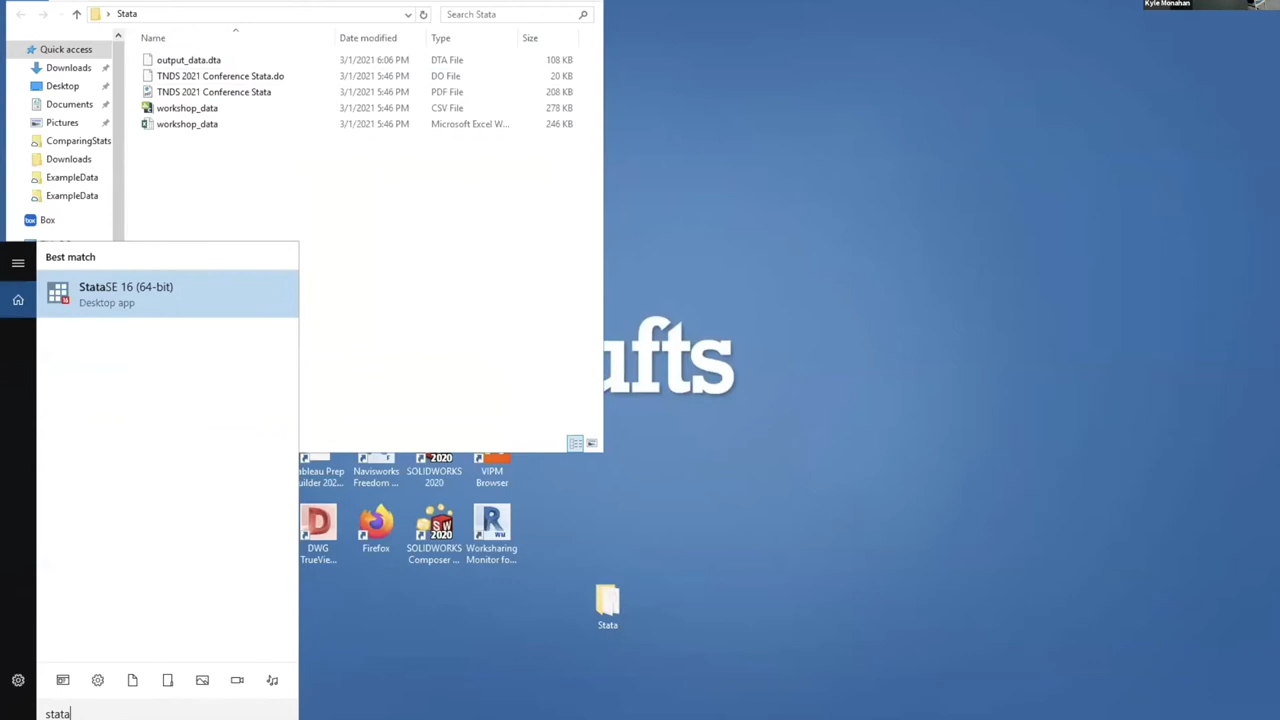 Kyle Monahan
Stata
Search Stata
Name
Date modified
Type
Size
Quick access
Downloads
Desktop
Documents
Pictures
ComparingStats
Downloads
ExampleData
ExampleData
Box
output_data.dta 3/1/2021 6:06 PM DTA File 108 KB
TNDS 2021 Conference Stata.do 3/1/2021 5:46 PM DO File 20 KB
TNDS 2021 Conference Stata 3/1/2021 5:46 PM PDF File 208 KB
workshop_data 3/1/2021 5:46 PM CSV File 278 KB
workshop_data 3/1/2021 5:46 PM Microsoft Excel W... 246 KB
Best match
StataSE 16 (64-bit)
Desktop app
ufts
ableau Prep
uilder 202...
Navisworks
Freedom ...
SOLIDWORKS
2020
VIPM
Browser
DWG
TrueVie...
Firefox
SOLIDWORKS
Composer ...
Worksharing
Monitor fo...
Stata
stata